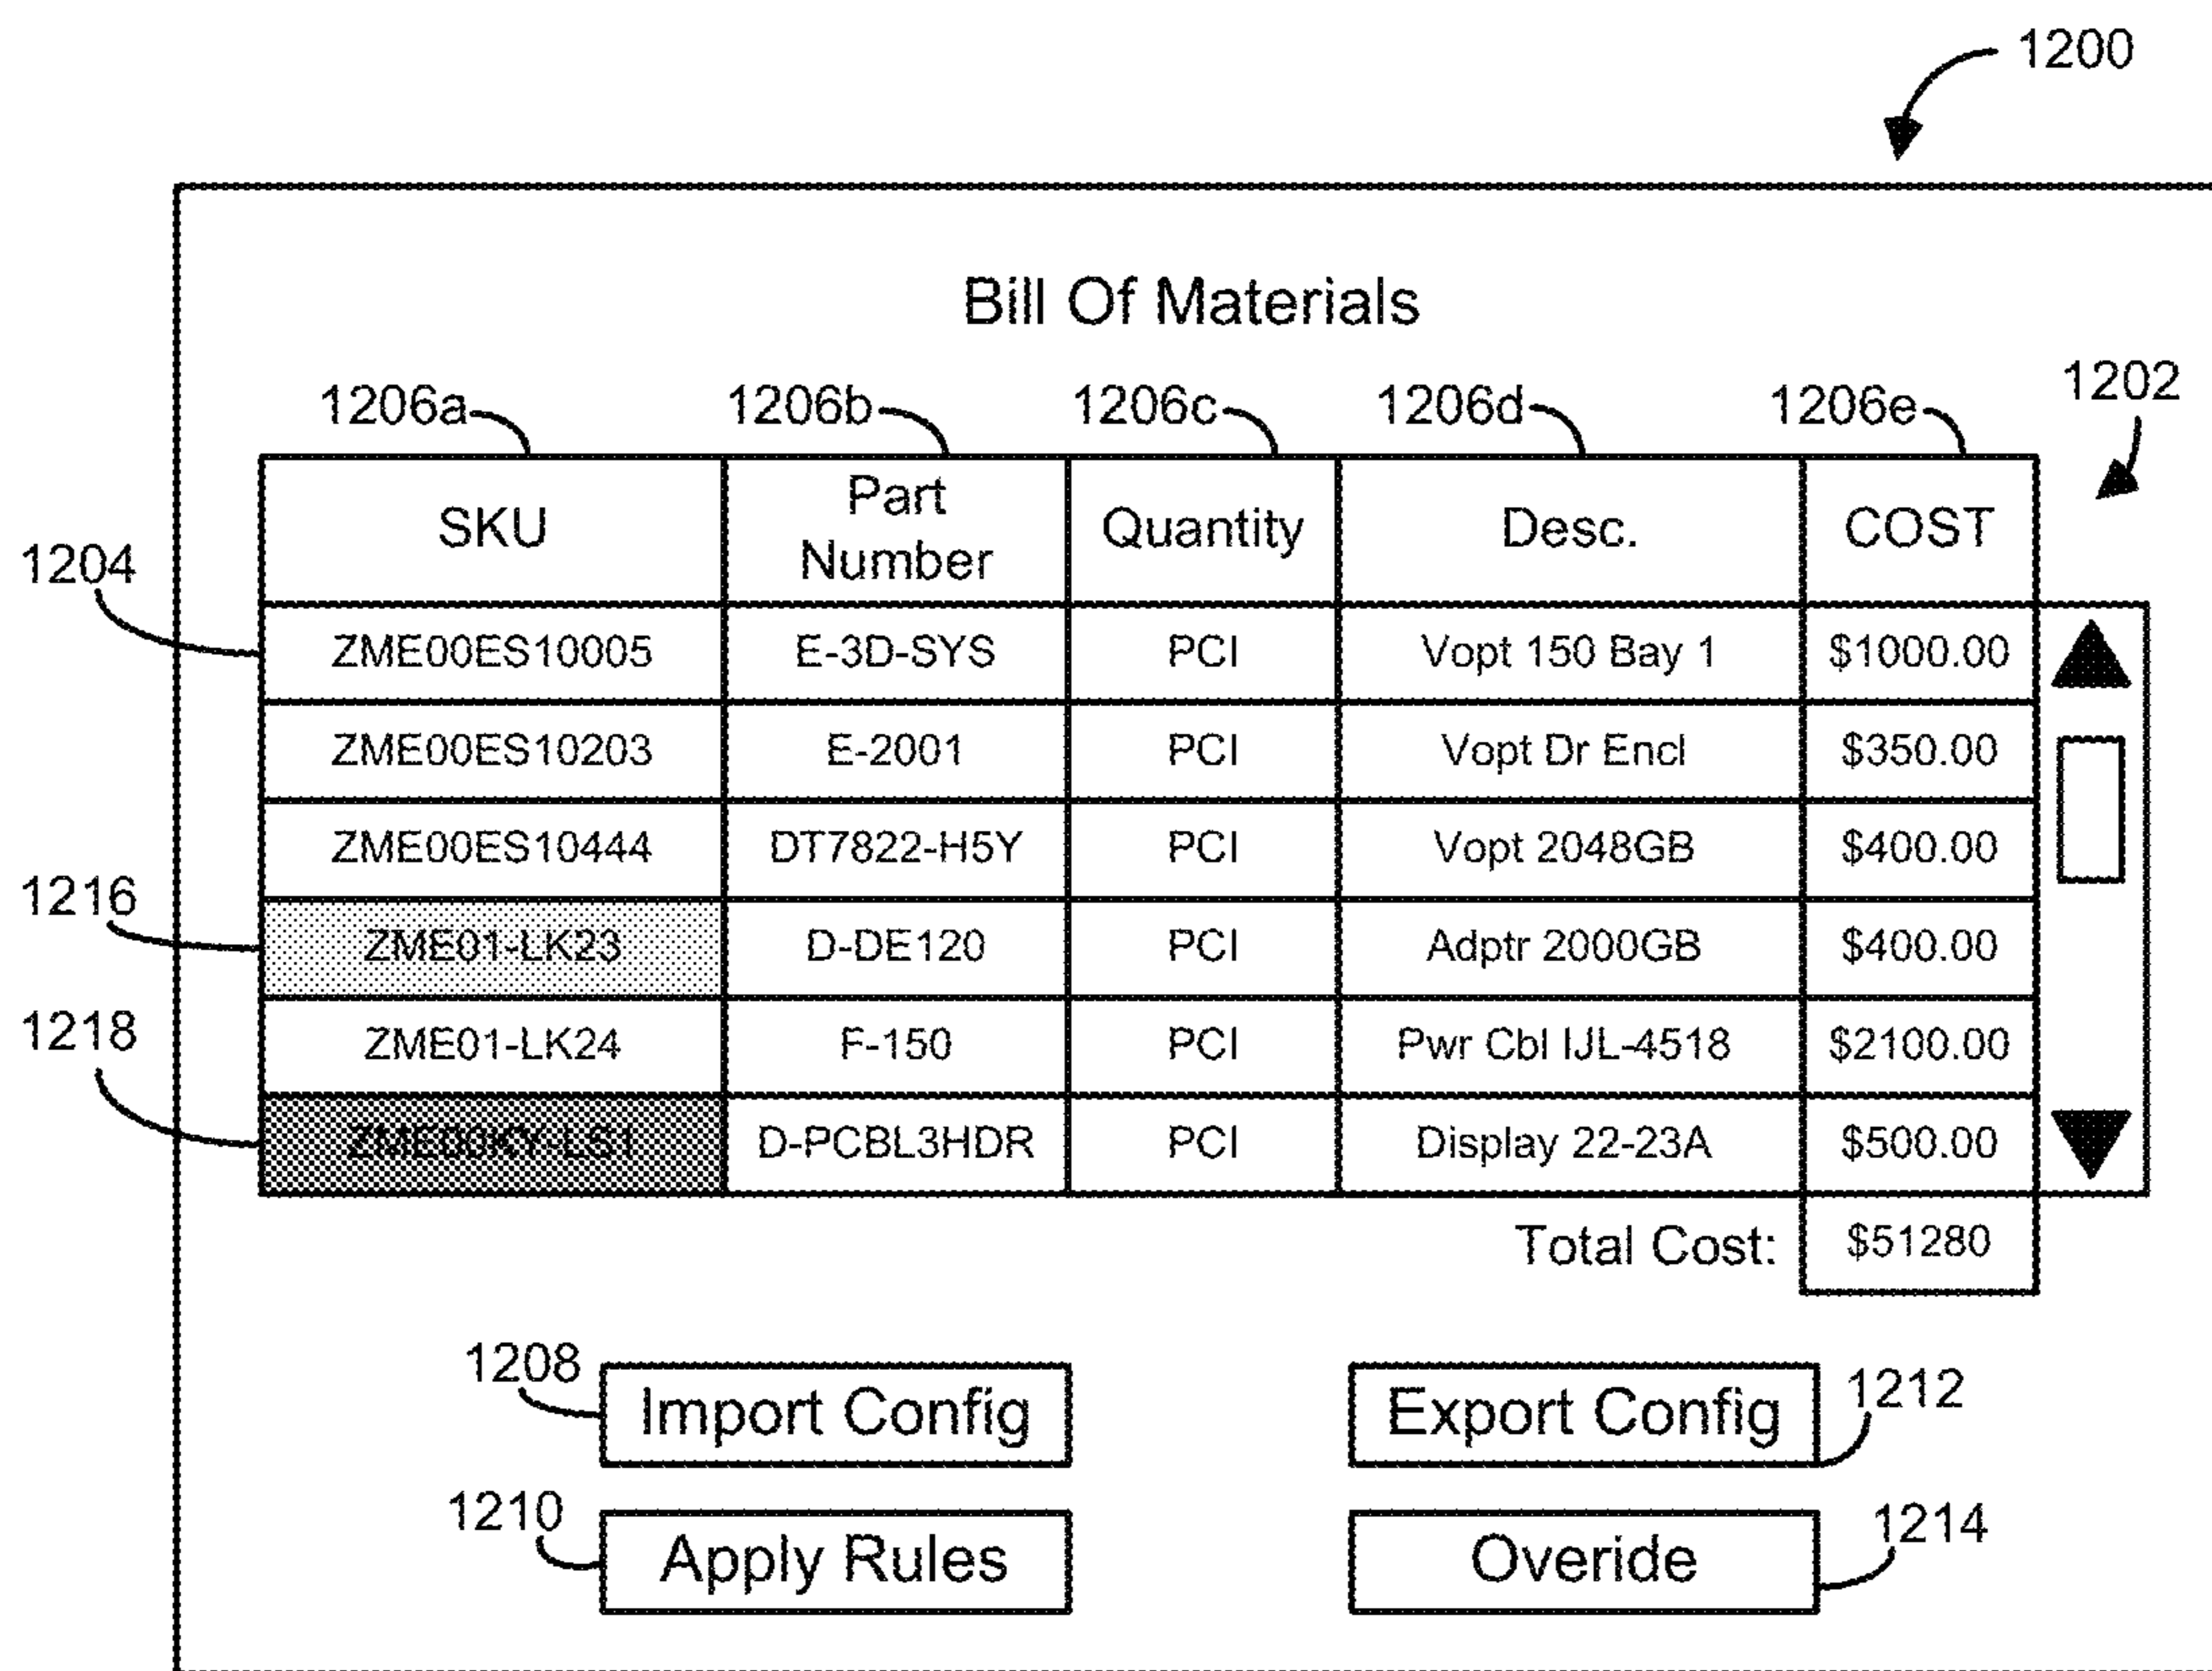 1200
Bill Of Materials
1202
1206a 1206b 1206c 1206d 1206e
SKU Part Number Quantity Desc. COST
1204
ZME00ES10005 E-3D-SYS PCI Vopt 150 Bay 1 $1000.00
ZME00ES10203 E-2001 PCI Vopt Dr Encl $350.00
ZME00ES10444 DT7822-H5Y PCI Vopt 2048GB $400.00
1216
ZME01-LK23 D-DE120 PCI Adptr 2000GB $400.00
ZME01-LK24 F-150 PCI Pwr Cbl IJL-4518 $2100.00
1218
ZME00KY-LS1 D-PCBL3HDR PCI Display 22-23A $500.00
Total Cost: $51280
1208 Import Config Export Config 1212
1210 Apply Rules Overide 1214